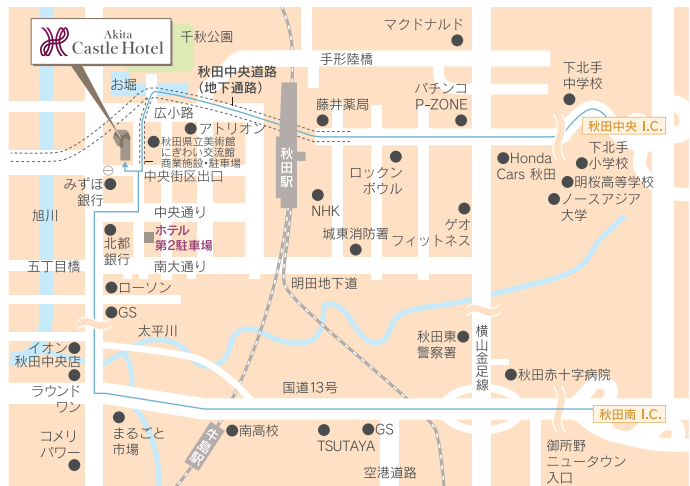 Akita
Castle Hotel
千秋公園
マクドナルド
手形陸橋
お堀
秋田中央道路
（地下通路）
広小路
アトリオン
藤井薬局
パチンコ
P-ZONE
下北手
中学校
秋田中央 I.C.
秋田県立美術館
にぎわい交流館
商業施設・駐車場
中央街区出口
秋田駅
ロックン
ボウル
Honda
Cars 秋田
下北手
小学校
明桜高等学校
ノースアジア
大学
みずほ
銀行
旭川
中央通り
NHK
ゲオ
フィットネス
北都
銀行
ホテル
第2駐車場
城東消防署
五丁目橋
南大通り
明田地下道
ローソン
GS
太平川
横山金足線
秋田東
警察署
イオン
秋田中央店
秋田赤十字病院
ラウンド
ワン
国道13号
秋田南 I.C.
まるごと
市場
コメリ
パワー
牛島駅
南高校
TSUTAYA
GS
空港道路
御所野
ニュータウン
入口